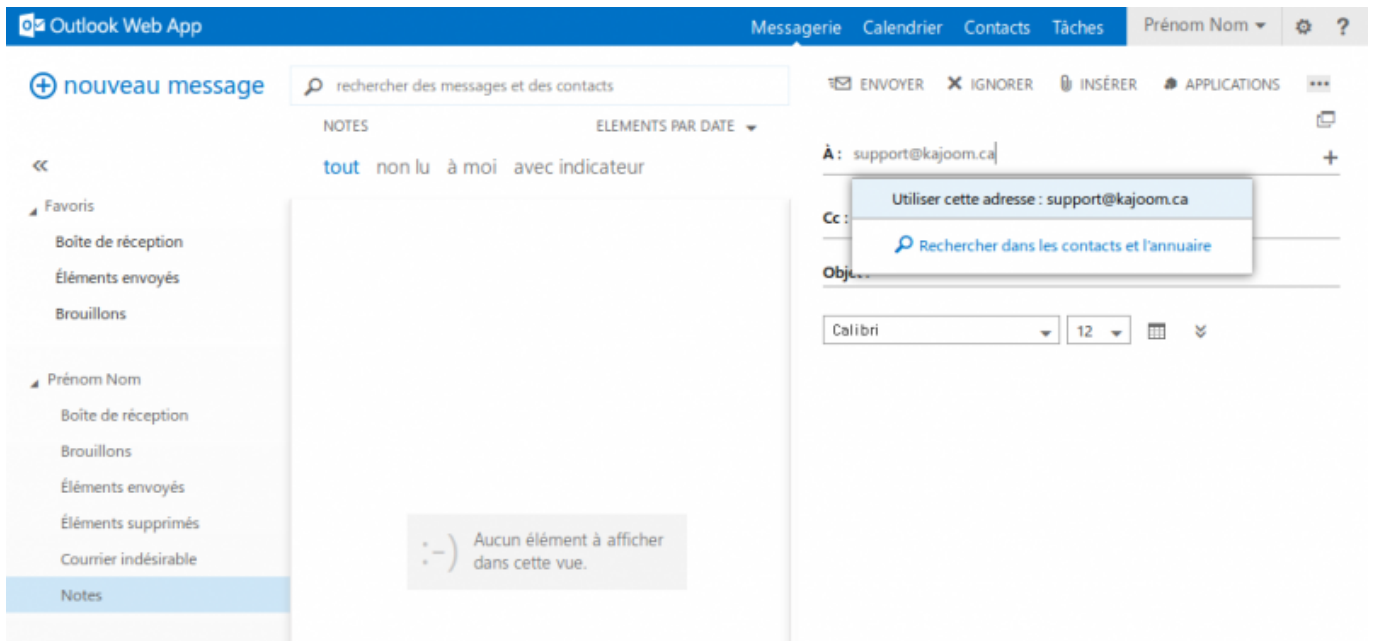 Outlook Web App
Messagerie Calendrier Contacts Tâches Prénom Nom ?
nouveau message
rechercher des messages et des contacts
NOTES ELEMENTS PAR DATE
tout non lu à moi avec indicateur
«
Favoris
Boîte de réception
Éléments envoyés
Brouillons
Prénom Nom
Boîte de réception
Brouillons
Éléments envoyés
Éléments supprimés
Courrier indésirable
Notes
:-) Aucun élément à afficher
dans cette vue.
ENVOYER IGNORER INSÉRER APPLICATIONS •••
À : support@kajoom.ca +
Utiliser cette adresse : support@kajoom.ca
Cc :
Rechercher dans les contacts et l'annuaire
Calibri 12